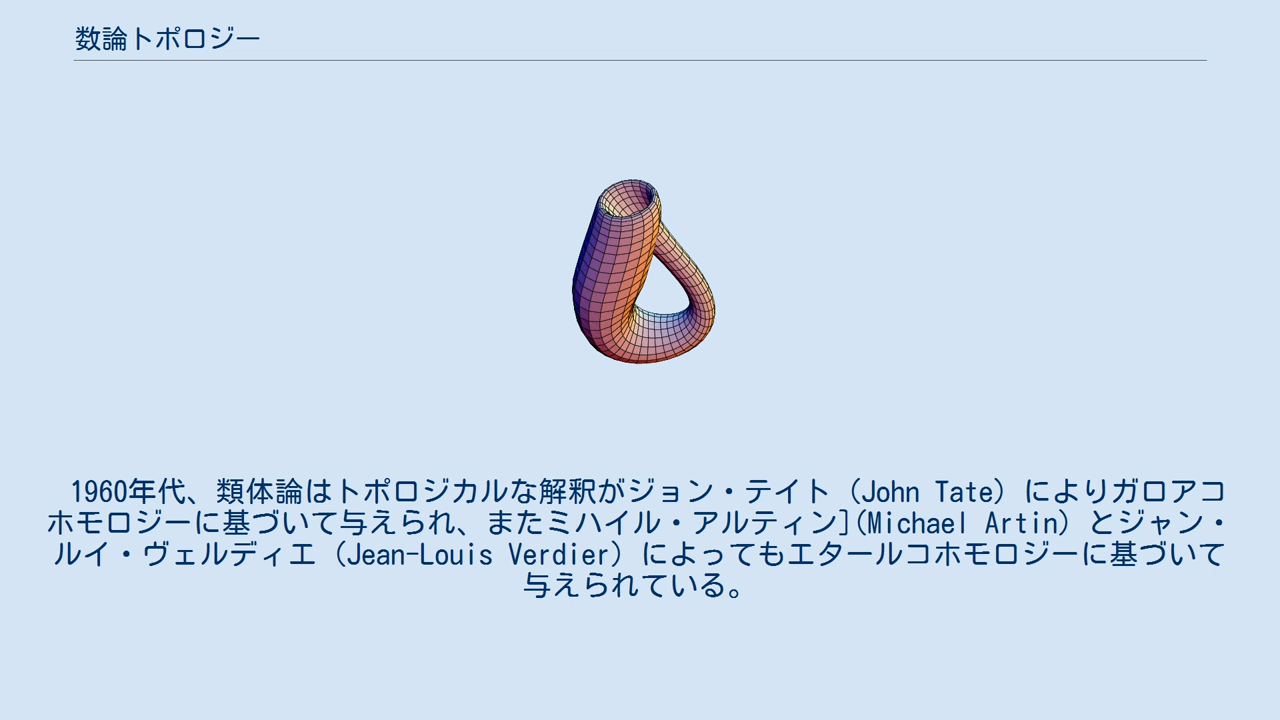 数論トポロジー
1960年代、類体論はトポロジカルな解釈がジョン・テイト（John Tate）によりガロアコ
ホモロジーに基づいて与えられ、またミハイル・アルティン](Michael Artin）とジャン・
ルイ・ヴェルディエ（Jean-Louis Verdier）によってもエタールコホモロジーに基づいて
与えられている。